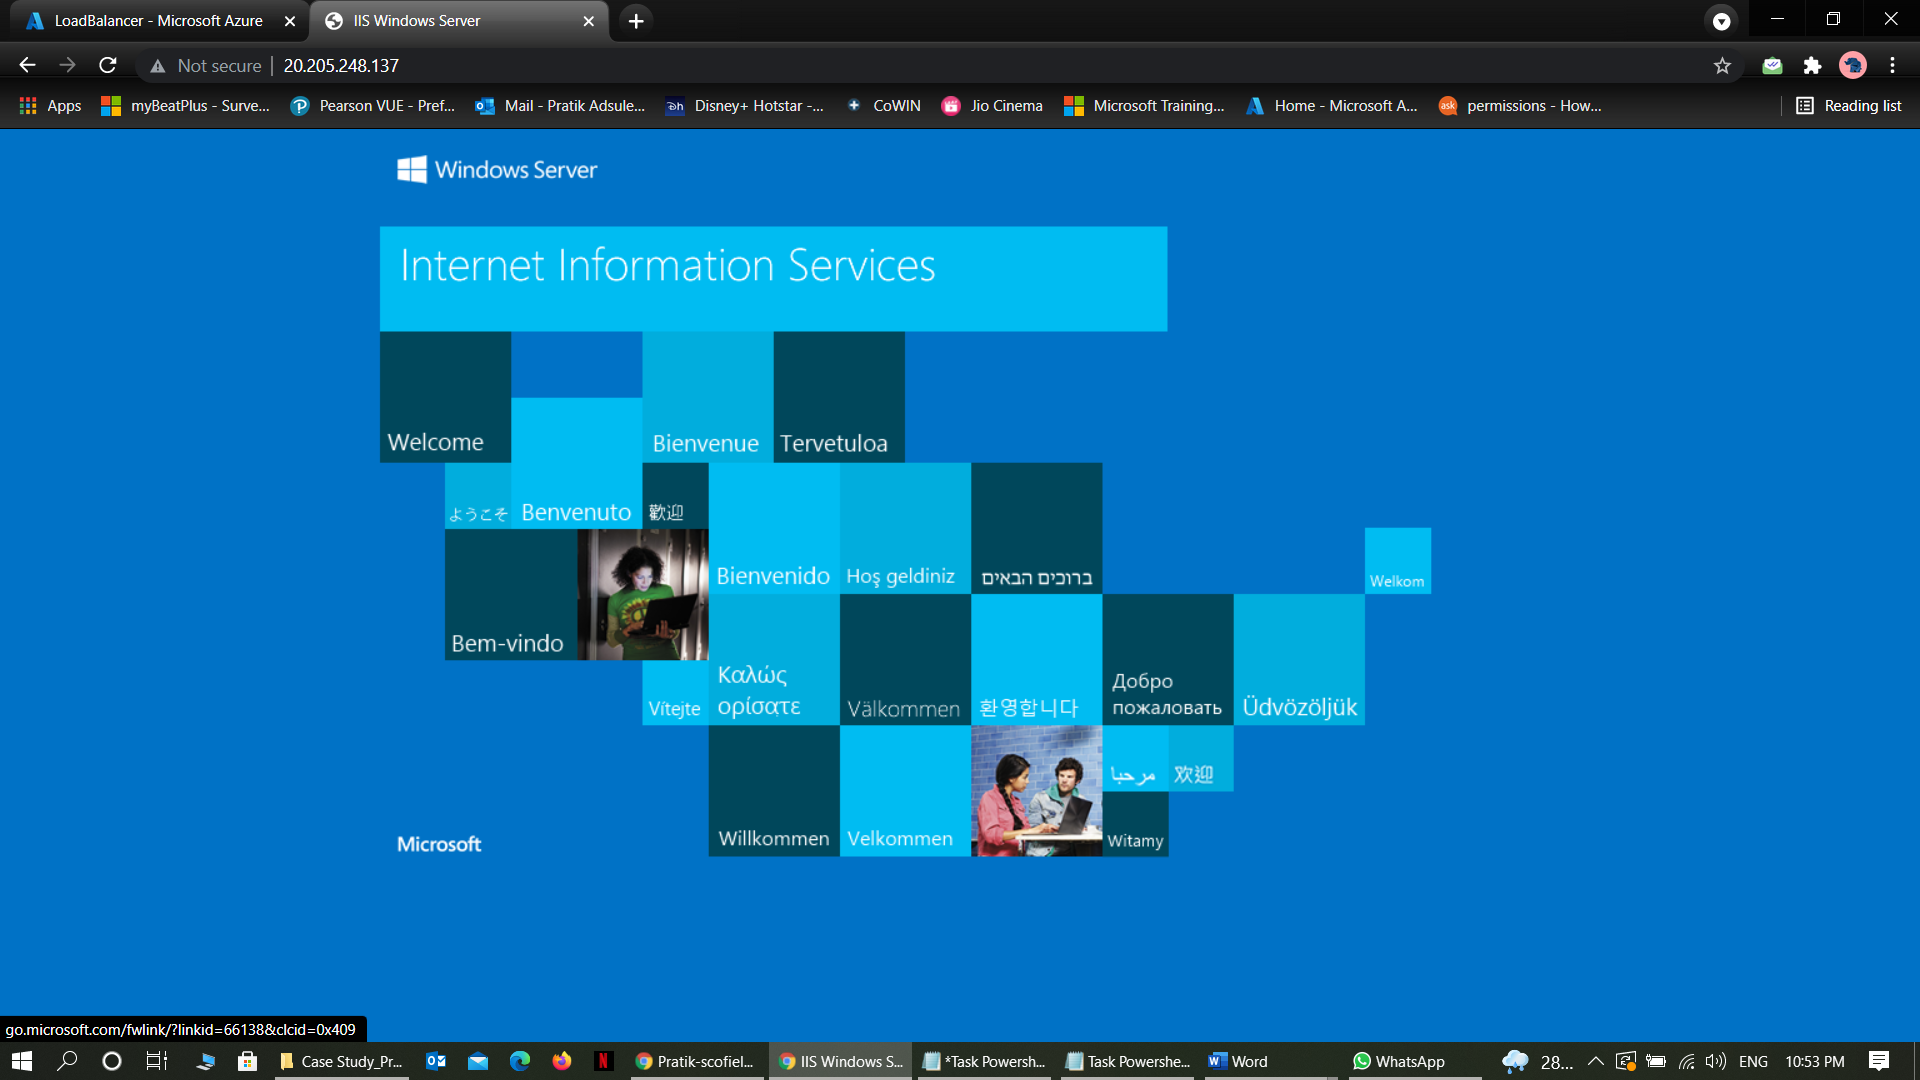 LoadBalancer - Microsoft Azure
IIS Windows Server
Not secure
20.205.248.137
Apps
myBeatPlus - Surve...
Pearson VUE - Pref...
Mail - Pratik Adsule...
Disney+ Hotstar -...
CoWIN
Jio Cinema
Microsoft Training...
Home - Microsoft A...
permissions - How...
Reading list
Windows Server
Internet Information Services
Welcome
Bienvenue
Tervetuloa
ようこそ
Benvenuto
歡迎
Bienvenido
Hoş geldiniz
ברוכים הבאים
Welkom
Bem-vindo
Vítejte
Καλώς
ορίσατε
Välkommen
환영합니다
Добро
пожаловать
Üdvözöljük
مرحبا
欢迎
Willkommen
Velkommen
Witamy
Microsoft
go.microsoft.com/fwlink/?linkid=66138&clcid=0x409
Case Study_Pr...
Pratik-scofiel...
IIS Windows S...
*Task Powersh...
Task Powershe...
Word
WhatsApp
28...
ENG
10:53 PM